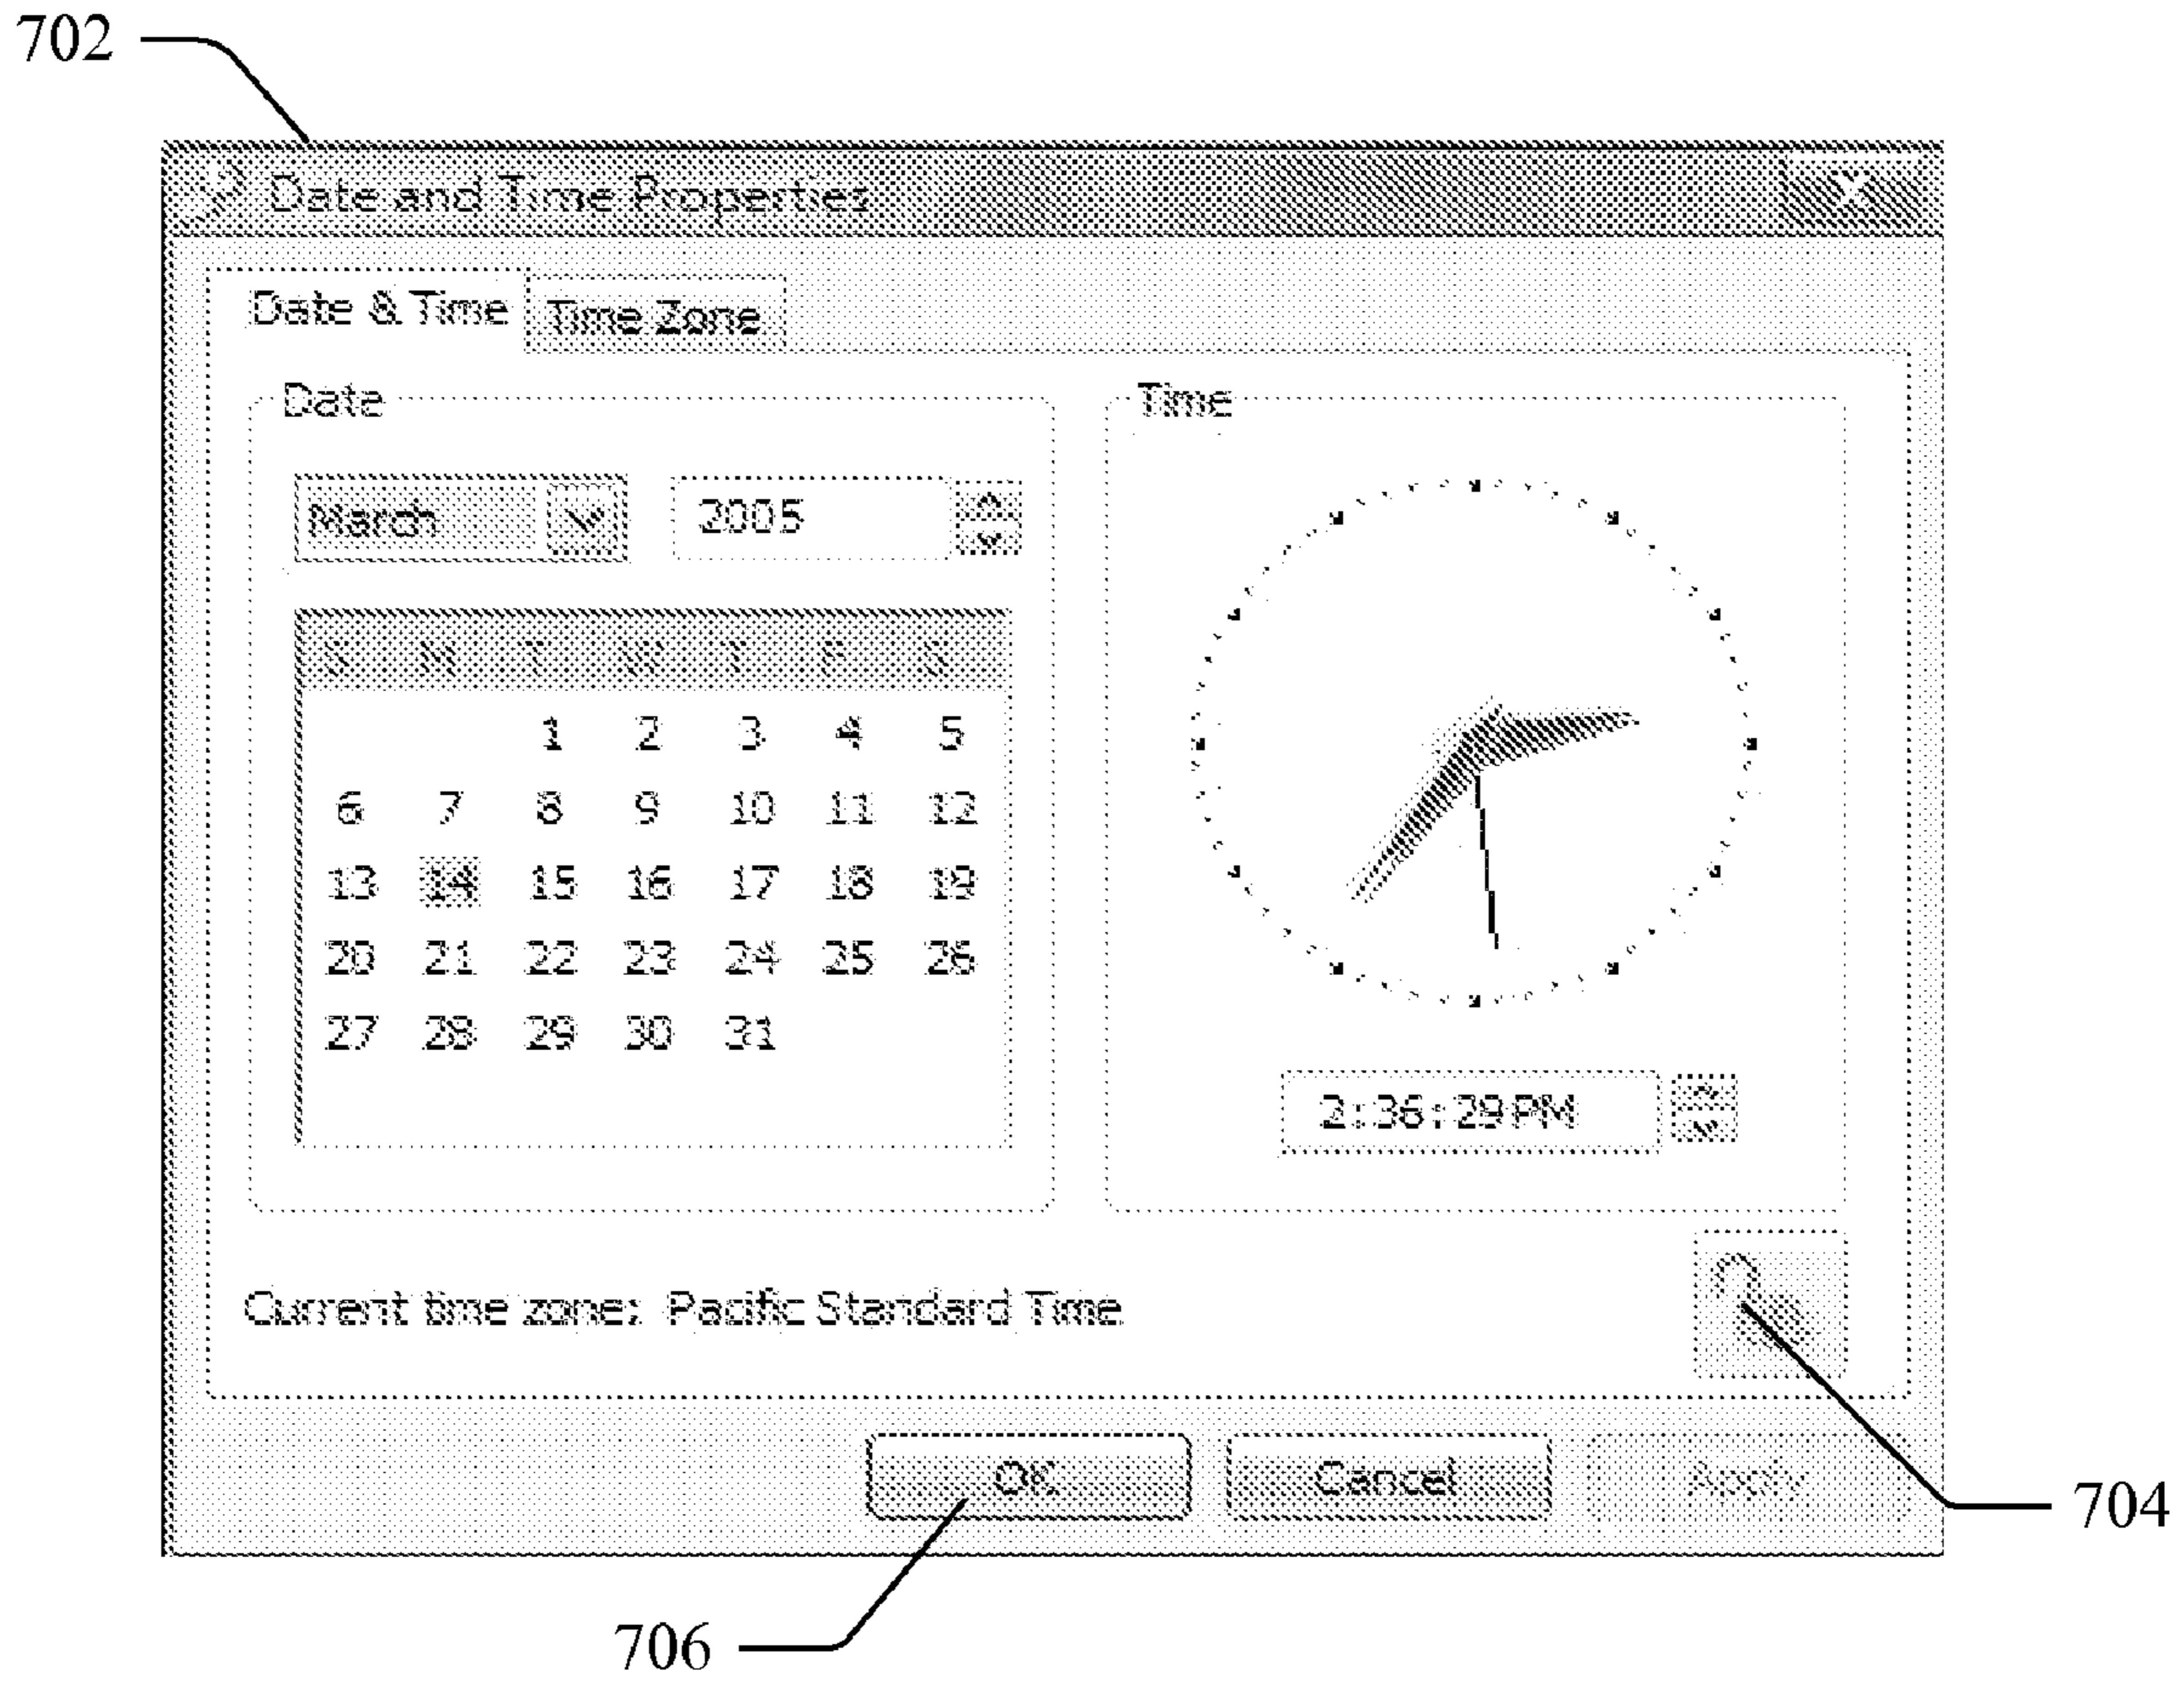 702
Date and Time Properties
X
Date & Time Time Zone
Date
Time
March 2005
S M T W T F S
1 2 3 4 5
6 7 8 9 10 11 12
13 14 15 16 17 18 19
20 21 22 23 24 25 26
27 28 29 30 31
2:36:29 PM
Current time zone: Pacific Standard Time
OK Cancel Apply
704
706